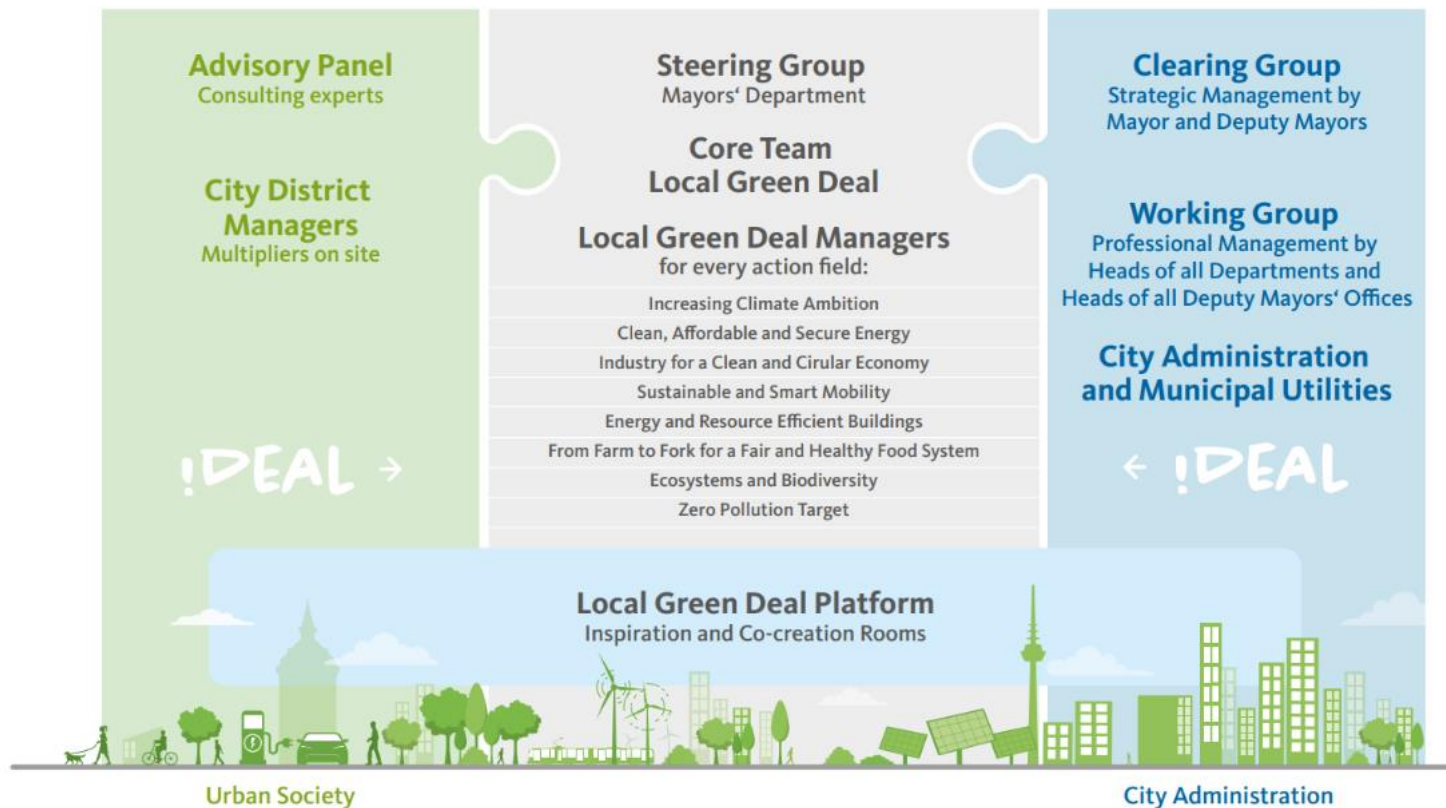 Advisory Panel
Consulting experts
City District
Managers
Multipliers on site
!DEAL →
Steering Group
Mayors‘ Department
Core Team
Local Green Deal
Local Green Deal Managers
for every action field:
Increasing Climate Ambition
Clean, Affordable and Secure Energy
Industry for a Clean and Cirular Economy
Sustainable and Smart Mobility
Energy and Resource Efficient Buildings
From Farm to Fork for a Fair and Healthy Food System
Ecosystems and Biodiversity
Zero Pollution Target
Clearing Group
Strategic Management by
Mayor and Deputy Mayors
Working Group
Professional Management by
Heads of all Departments and
Heads of all Deputy Mayors‘ Offices
City Administration
and Municipal Utilities
← !DEAL
Local Green Deal Platform
Inspiration and Co-creation Rooms
Urban Society
City Administration